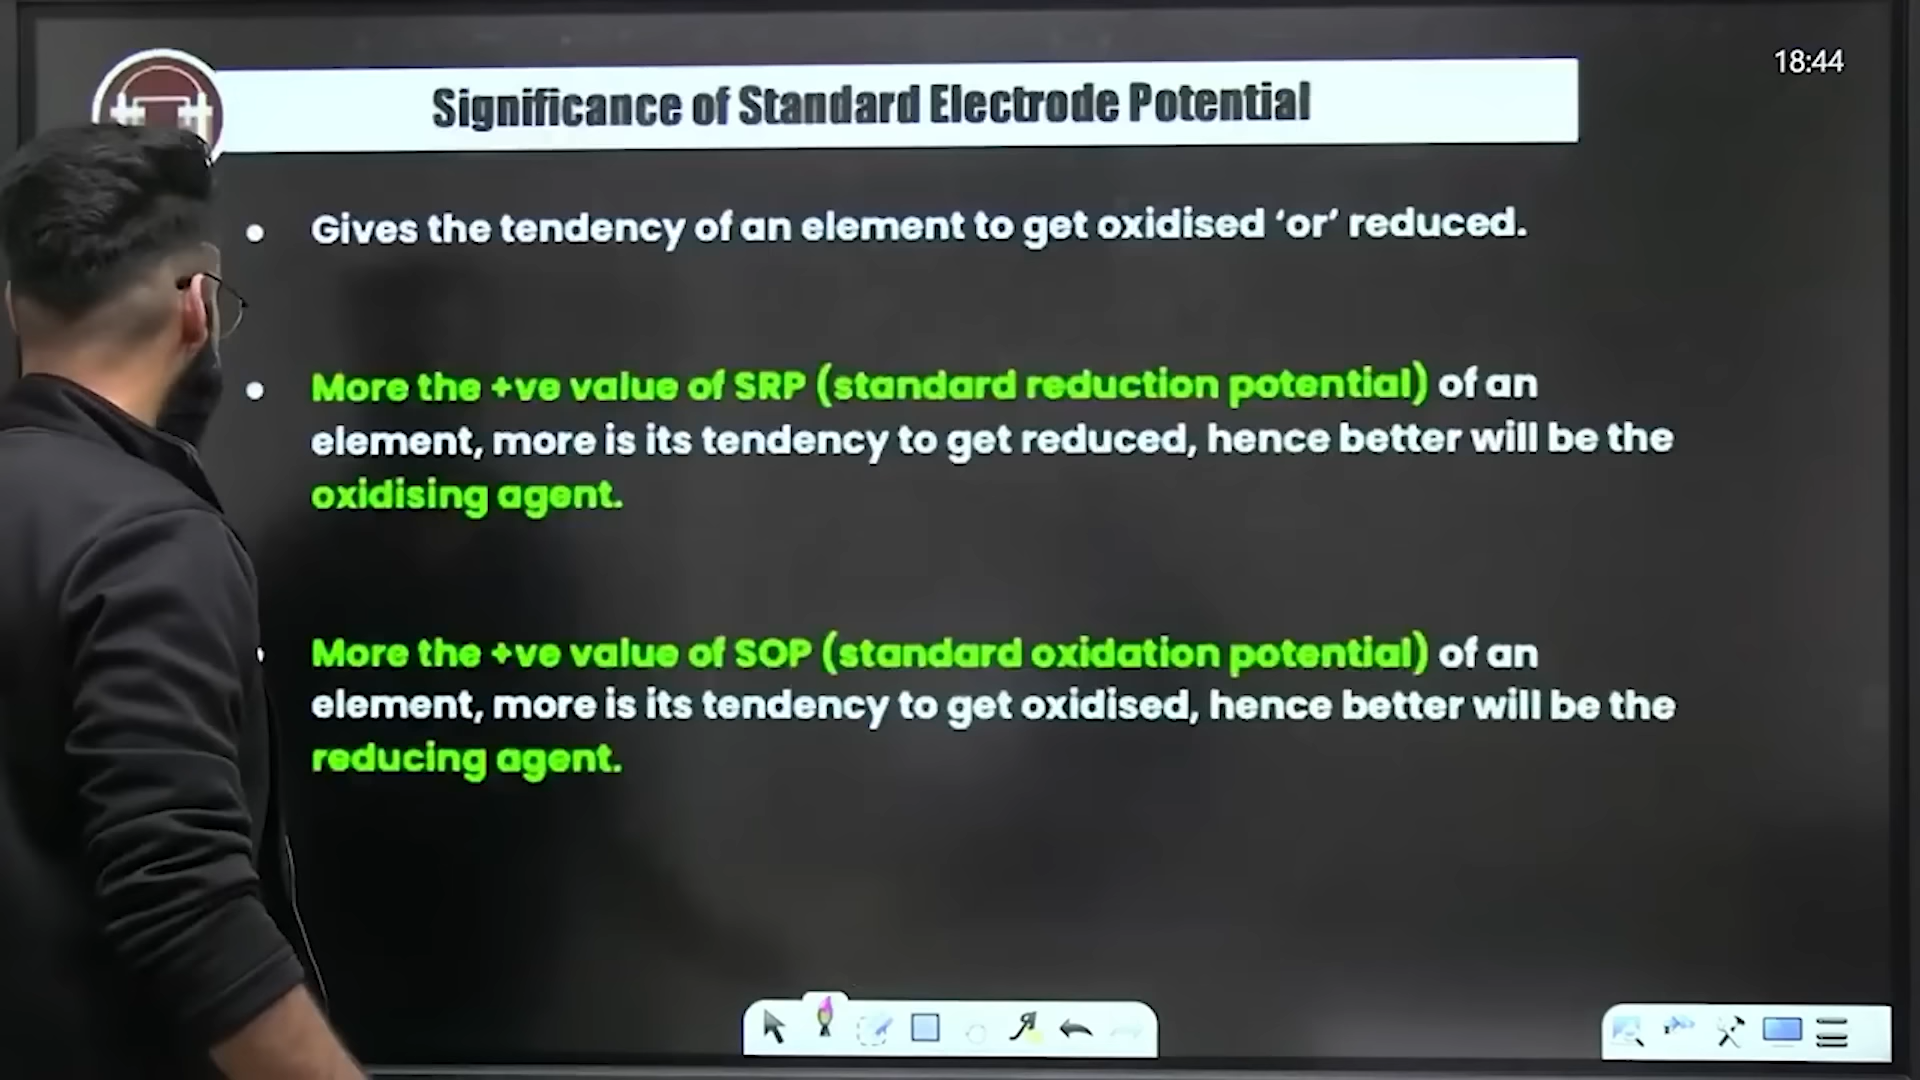 18:44
Significance of Standard Electrode Potential
• Gives the tendency of an element to get oxidised ‘or’ reduced.
• More the +ve value of SRP (standard reduction potential) of an
element, more is its tendency to get reduced, hence better will be the
oxidising agent.
• More the +ve value of SOP (standard oxidation potential) of an
element, more is its tendency to get oxidised, hence better will be the
reducing agent.